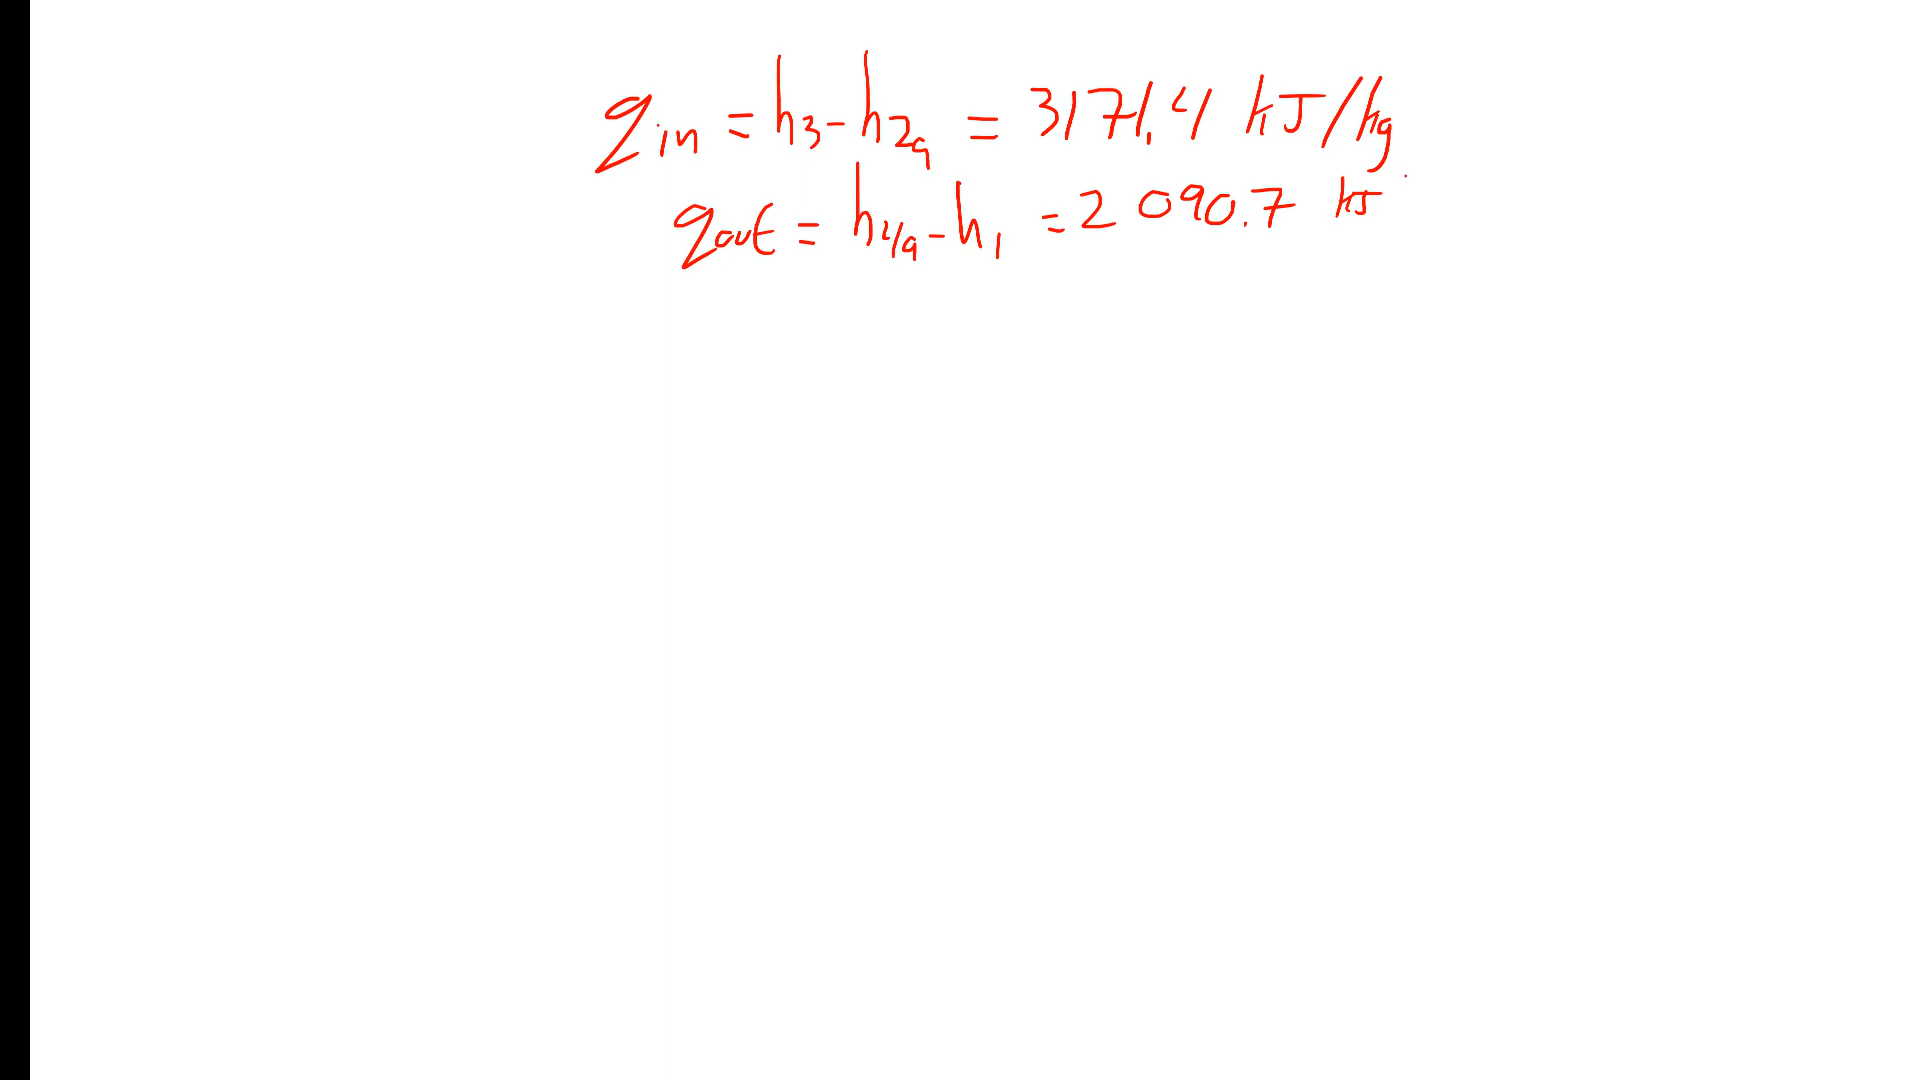 q_in = h_3 - h_2a = 3171.4 kJ/kg
q_out = h_4a - h_1 = 2090.7 kJ